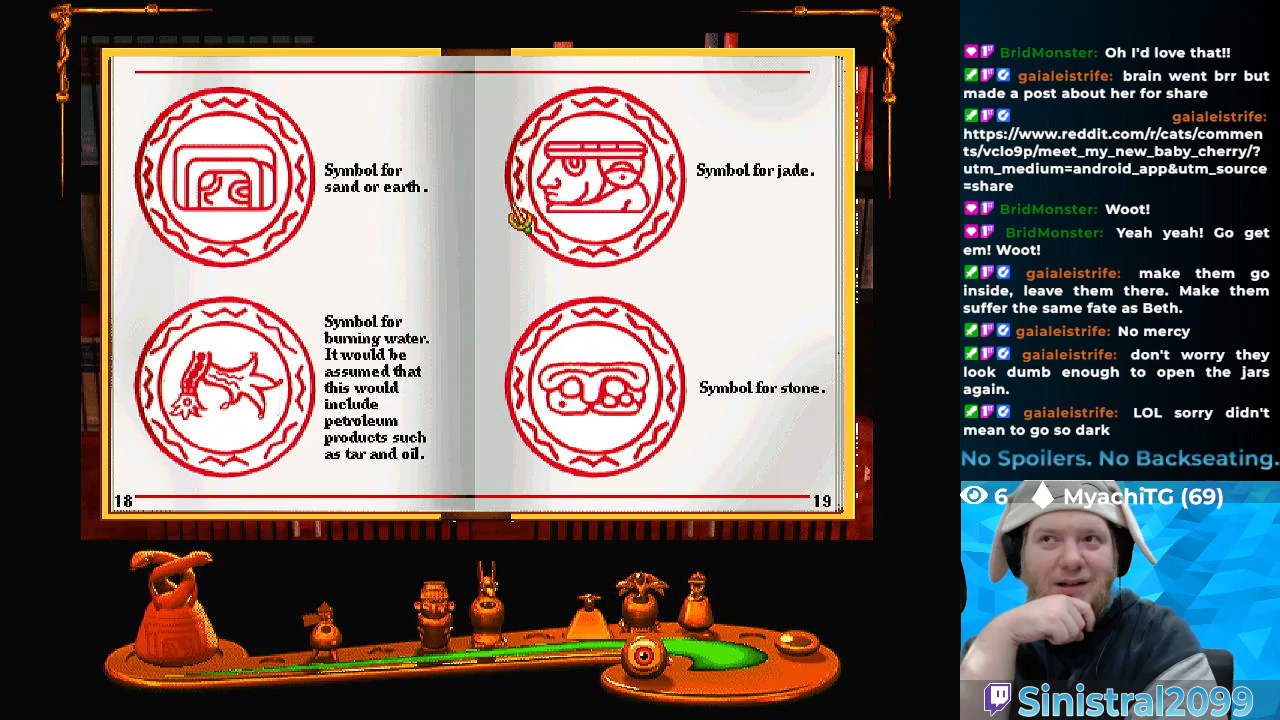 Symbol for
sand or earth.
Symbol for
burning water.
It would be
assumed that
this would
include
petroleum
products such
as tar and oil.
18
Symbol for jade.
Symbol for stone.
19
BridMonster: Oh I'd love that!!
gaialeistrife: brain went brr but
made a post about her for share
gaialeistrife:
https://www.reddit.com/r/cats/commen
ts/vclo9p/meet_my_new_baby_cherry/?
utm_medium=android_app&utm_source
=share
BridMonster: Woot!
BridMonster: Yeah yeah! Go get
em! Woot!
gaialeistrife: make them go
inside, leave them there. Make them
suffer the same fate as Beth.
gaialeistrife: No mercy
gaialeistrife: don't worry they
look dumb enough to open the jars
again.
gaialeistrife: LOL sorry didn't
mean to go so dark
No Spoilers. No Backseating.
6 MyachiTG (69)
Sinistral2099